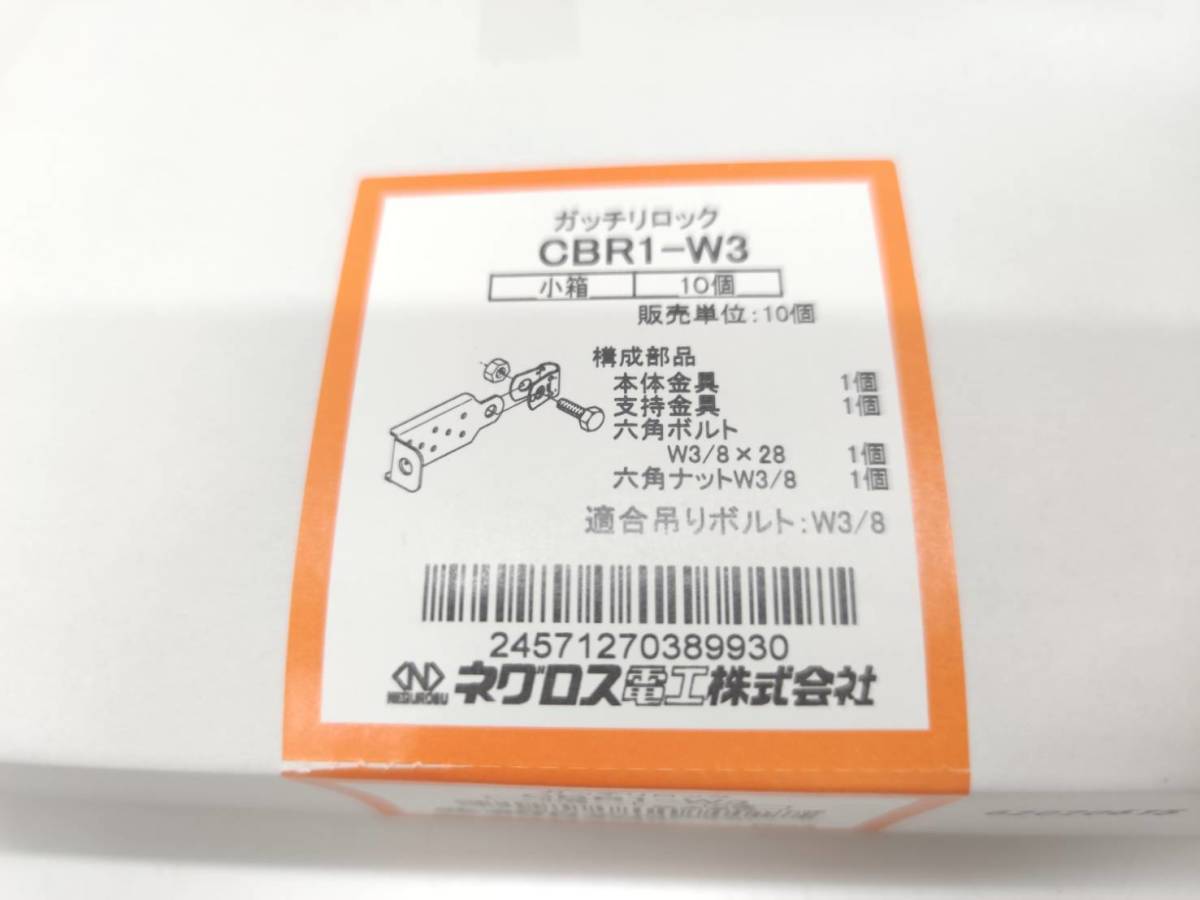 ガッチリロック
CBR1-W3
小箱 10個
販売単位:10個
構成部品
本体金具 1個
支持金具 1個
六角ボルト
W3/8×28 1個
六角ナットW3/8 1個
適合吊りボルト:W3/8
24571270389930
NEGUROSU ネグロス電工株式会社